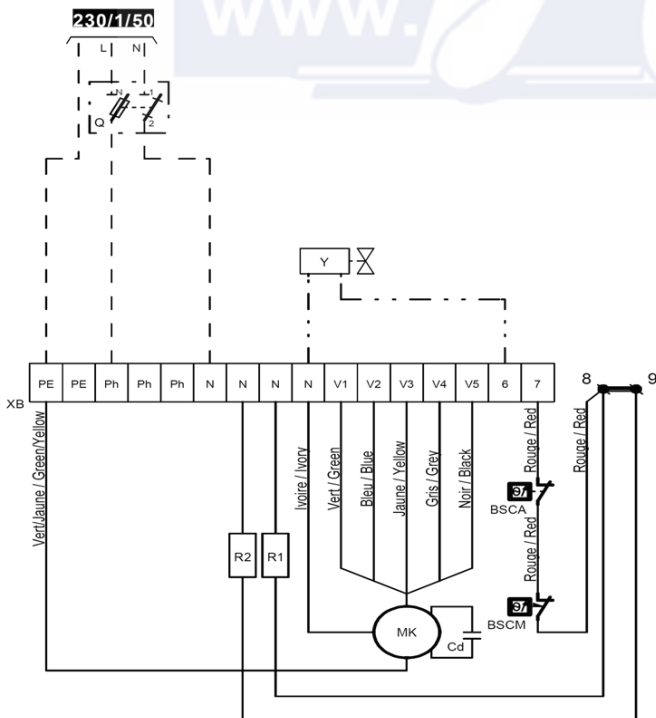 www.
230/1/50
L N
N 1
Q 2
Y
8 9
PE PE Ph Ph Ph N N N N V1 V2 V3 V4 V5 6 7
XB
Vert/Jaune / Green/Yellow
Ivoire / Ivory
Vert / Green
Bleu / Blue
Jaune / Yellow
Gris / Grey
Noir / Black
Rouge / Red
Rouge / Red
BSCA
Rouge / Red
R2 R1
BSCM
MK
Cd